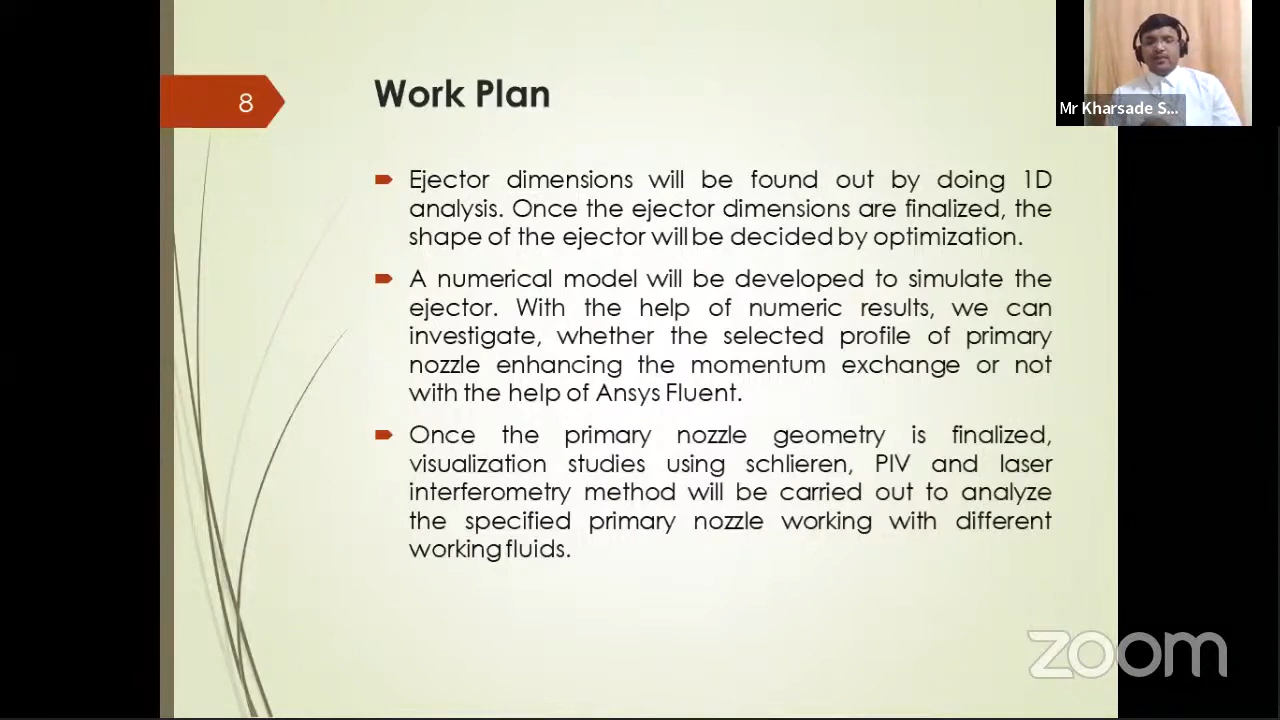 8
Work Plan
Mr Kharsade S...
Ejector dimensions will be found out by doing 1D
analysis. Once the ejector dimensions are finalized, the
shape of the ejector will be decided by optimization.
A numerical model will be developed to simulate the
ejector. With the help of numeric results, we can
investigate, whether the selected profile of primary
nozzle enhancing the momentum exchange or not
with the help of Ansys Fluent.
Once the primary nozzle geometry is finalized,
visualization studies using schlieren, PIV and laser
interferometry method will be carried out to analyze
the specified primary nozzle working with different
working fluids.
zoom